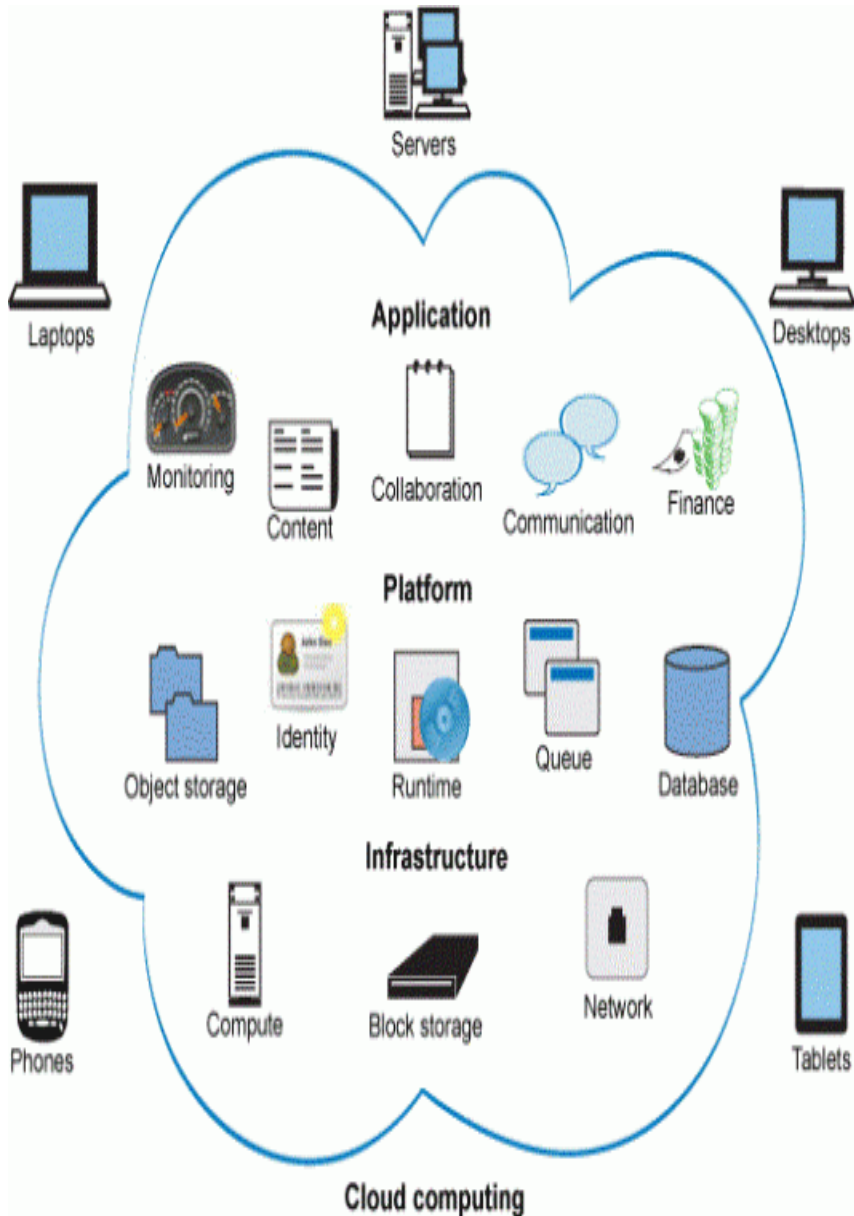 Servers
Laptops
Desktops
Application
Monitoring
Content
Collaboration
Communication
Finance
Platform
Object storage
Identity
Runtime
Queue
Database
Infrastructure
Compute
Block storage
Network
Phones
Tablets
Cloud computing